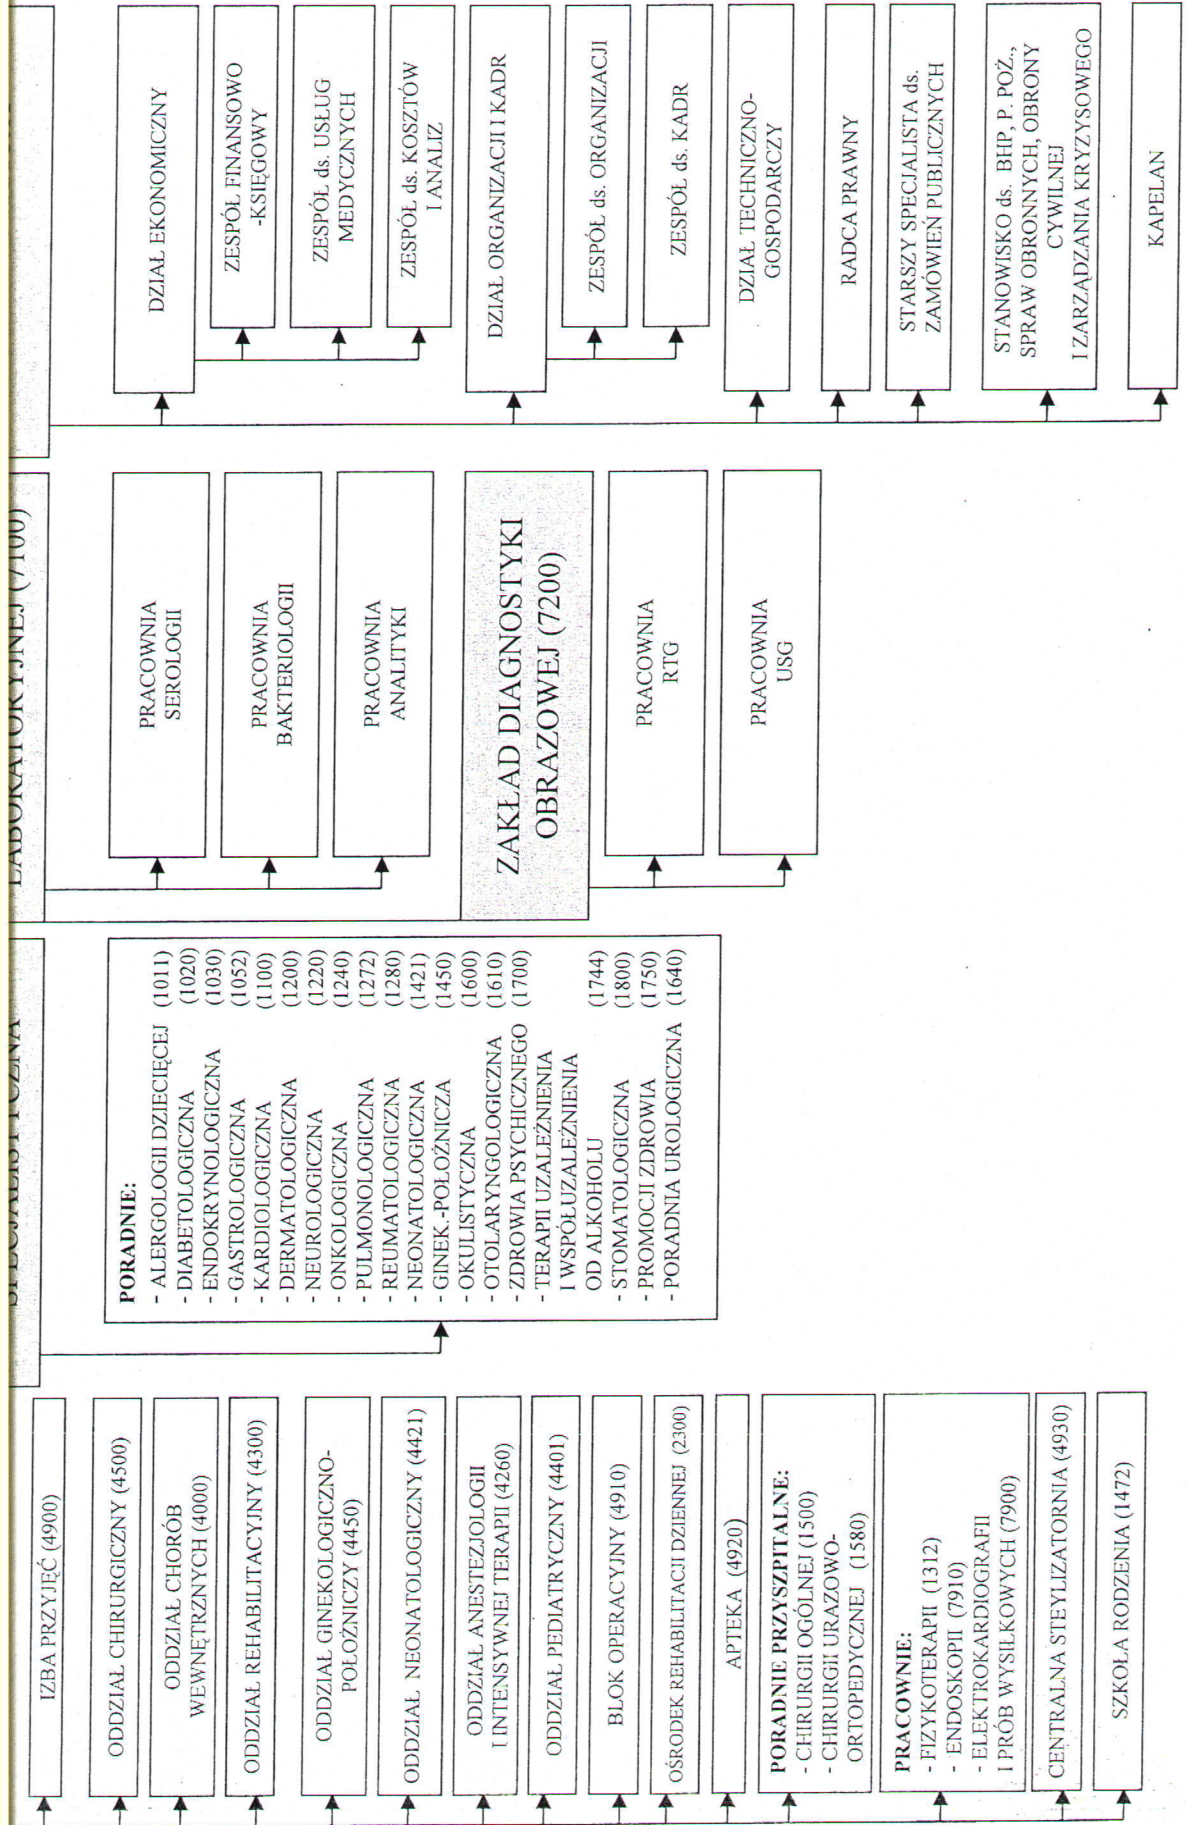 IZBA PRZYJĘĆ (4900)
ODDZIAŁ CHIRURGICZNY (4500)
ODDZIAŁ CHORÓB
WEWNĘTRZNYCH (4000)
ODDZIAŁ REHABILITACYJNY (4300)
ODDZIAŁ GINEKOLOGICZNO-
POŁOŻNICZY (4450)
ODDZIAŁ NEONATOLOGICZNY (4421)
ODDZIAŁ ANESTEZJOLOGII
I INTENSYWNEJ TERAPII (4260)
ODDZIAŁ PEDIATRYCZNY (4401)
BLOK OPERACYJNY (4910)
OŚRODEK REHABILITACJI DZIENNEJ (2300)
APTEKA (4920)
PORADNIE PRZYSZPITALNE:
- CHIRURGII OGÓLNEJ (1500)
- CHIRURGII URAZOWO-
ORTOPEDYCZNEJ (1580)
PRACOWNIE:
- FIZYKOTERAPII (1312)
- ENDOSKOPII (7910)
- ELEKTROKARDIOGRAFII
I PRÓB WYSIŁKOWYCH (7900)
CENTRALNA STEYLIZATORNIA (4930)
SZKOŁA RODZENIA (1472)
SPECJALISTYCZNA
PORADNIE:
- ALERGOLOGII DZIECIĘCEJ (1011)
- DIABETOLOGICZNA (1020)
- ENDOKRYNOLOGICZNA (1030)
- GASTROLOGICZNA (1052)
- KARDIOLOGICZNA (1100)
- DERMATOLOGICZNA (1200)
- NEUROLOGICZNA (1220)
- ONKOLOGICZNA (1240)
- PULMONOLOGICZNA (1272)
- REUMATOLOGICZNA (1280)
- NEONATOLOGICZNA (1421)
- GINEK.-POŁOŻNICZA (1450)
- OKULISTYCZNA (1600)
- OTOLARYNGOLOGICZNA (1610)
- ZDROWIA PSYCHICZNEGO (1700)
- TERAPII UZALEŻNIENIA
I WSPÓŁUZALEŻNIENIA
OD ALKOHOLU (1744)
- STOMATOLOGICZNA (1800)
- PROMOCJI ZDROWIA (1750)
- PORADNIA UROLOGICZNA (1640)
LABORATORYJNEJ (7100)
PRACOWNIA
SEROLOGII
PRACOWNIA
BAKTERIOLOGII
PRACOWNIA
ANALITYKI
ZAKŁAD DIAGNOSTYKI
OBRAZOWEJ (7200)
PRACOWNIA
RTG
PRACOWNIA
USG
DZIAŁ EKONOMICZNY
ZESPÓŁ FINANSOWO
-KSIĘGOWY
ZESPÓŁ ds. USŁUG
MEDYCZNYCH
ZESPÓŁ ds. KOSZTÓW
I ANALIZ
DZIAŁ ORGANIZACJI I KADR
ZESPÓŁ ds. ORGANIZACJI
ZESPÓŁ ds. KADR
DZIAŁ TECHNICZNO-
GOSPODARCZY
RADCA PRAWNY
STARSZY SPECJALISTA ds.
ZAMÓWIEN PUBLICZNYCH
STANOWISKO ds. BHP, P. POŻ.,
SPRAW OBRONNYCH, OBRONY
CYWILNEJ
I ZARZĄDZANIA KRYZYSOWEGO
KAPELAN